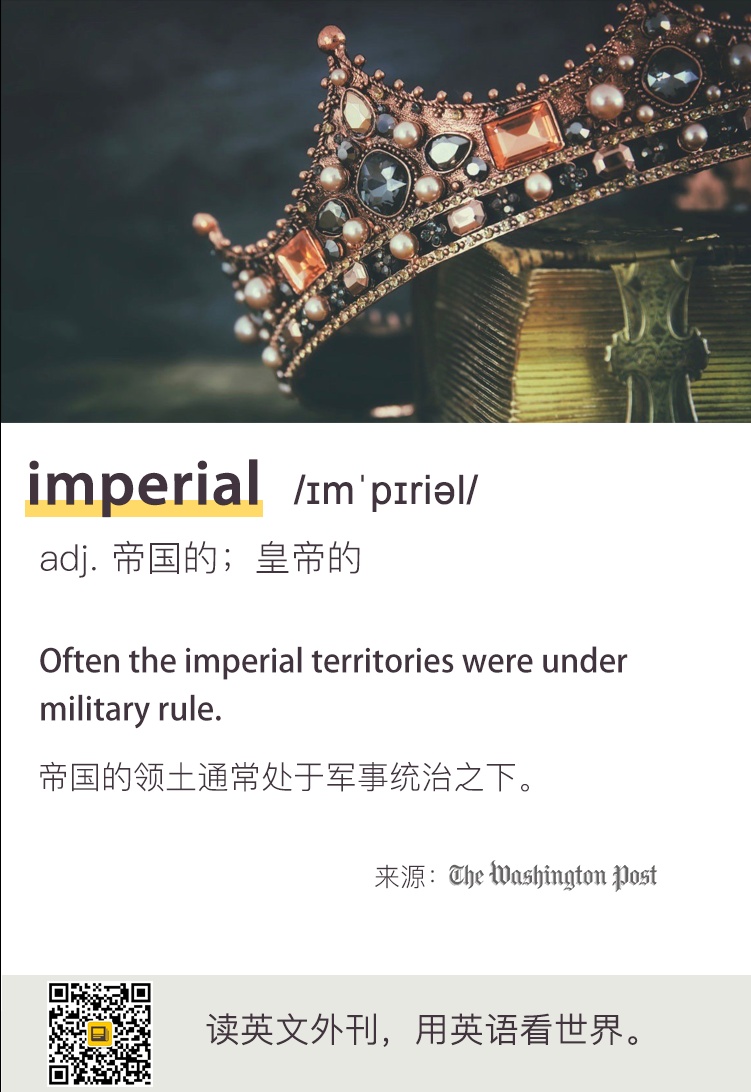 imperial /ɪmˈpɪriəl/
adj. 帝国的；皇帝的
Often the imperial territories were under
military rule.
帝国的领土通常处于军事统治之下。
来源：The Washington Post
读英文外刊，用英语看世界。